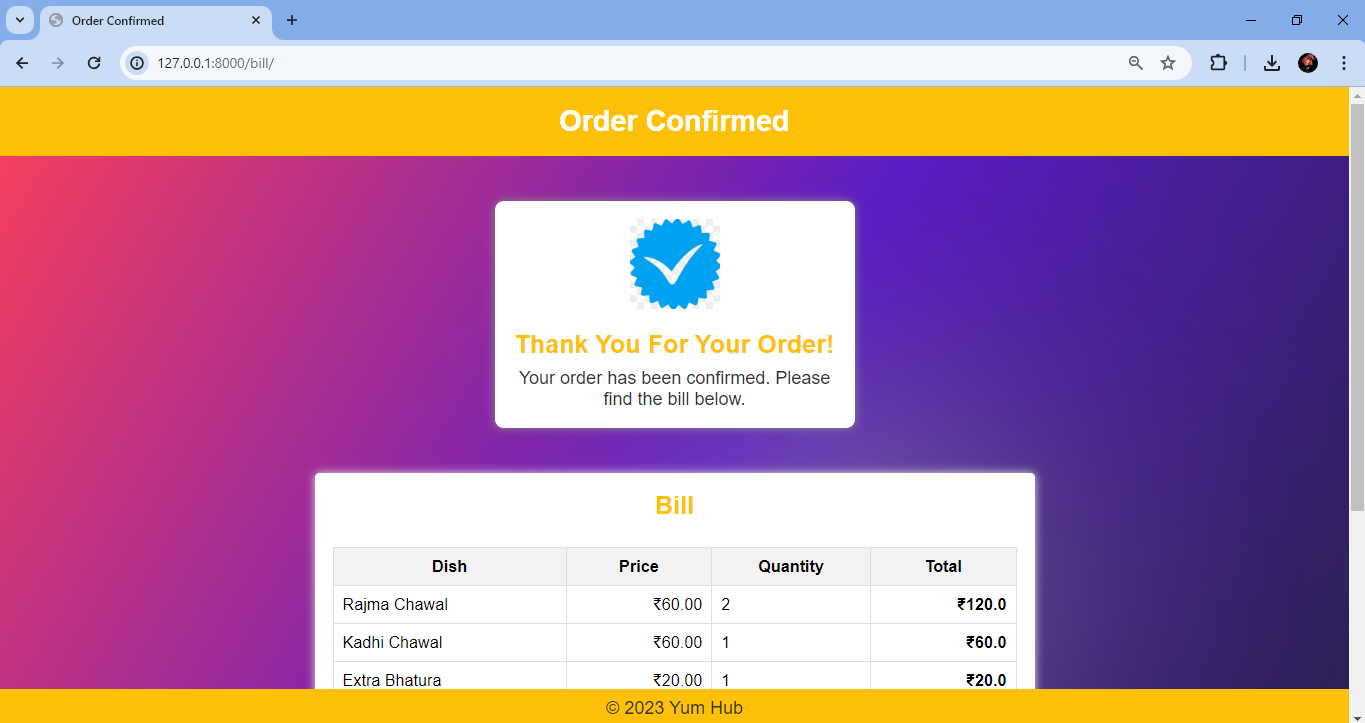 Order Confirmed
127.0.0.1:8000/bill/
Order Confirmed
Thank You For Your Order!
Your order has been confirmed. Please
find the bill below.
Bill
Dish Price Quantity Total
Rajma Chawal ₹60.00 2 ₹120.0
Kadhi Chawal ₹60.00 1 ₹60.0
Extra Bhatura ₹20.00 1 ₹20.0
© 2023 Yum Hub